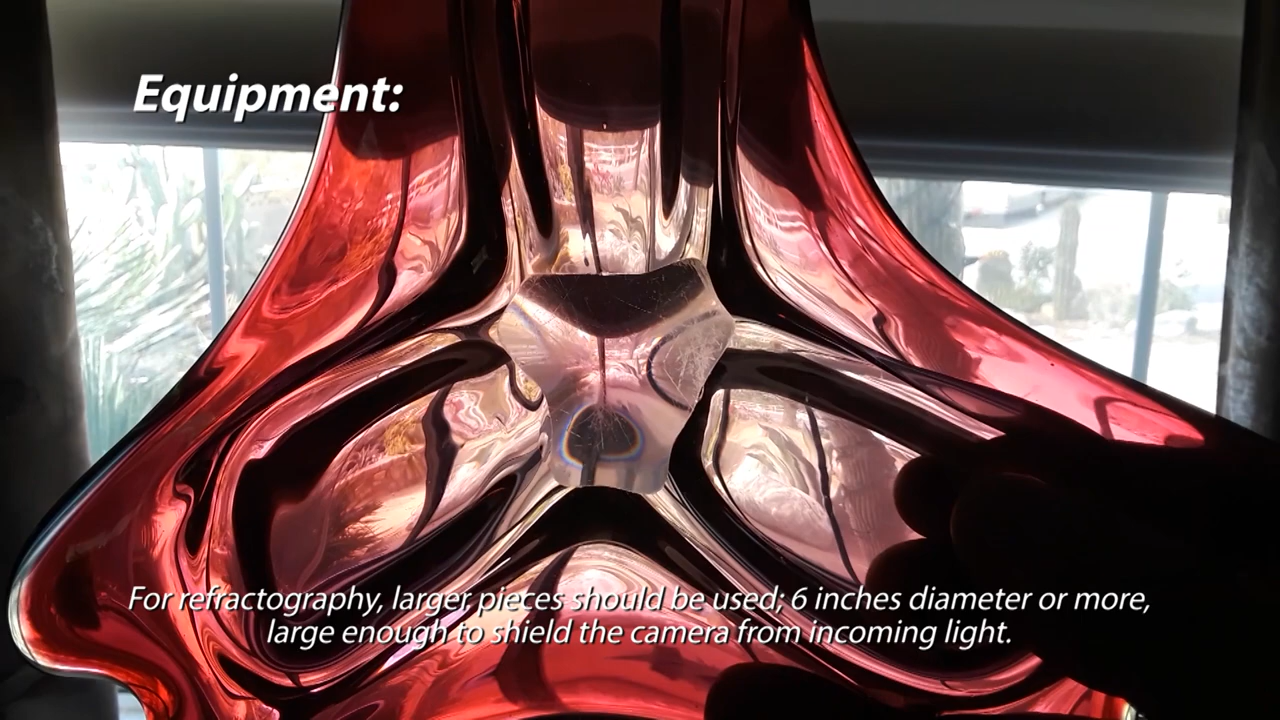 Equipment:
For refractography, larger pieces should be used; 6 inches diameter or more,
large enough to shield the camera from incoming light.